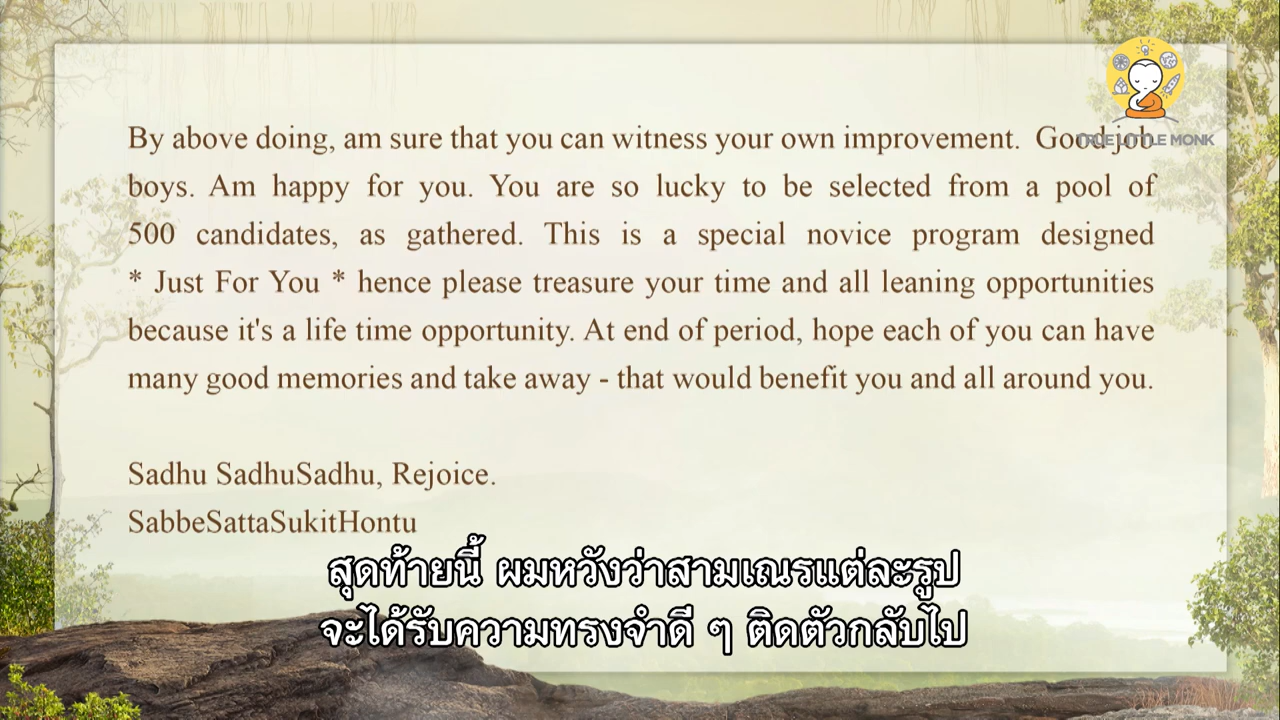 TRUE LITTLE MONK
By above doing, am sure that you can witness your own improvement. Good job
boys. Am happy for you. You are so lucky to be selected from a pool of
500 candidates, as gathered. This is a special novice program designed
* Just For You * hence please treasure your time and all leaning opportunities
because it's a life time opportunity. At end of period, hope each of you can have
many good memories and take away - that would benefit you and all around you.
Sadhu SadhuSadhu, Rejoice.
SabbeSattaSukitHontu
สุดท้ายนี้ ผมหวังว่าสามเณรแต่ละรูป
จะได้รับความทรงจำดี ๆ ติดตัวกลับไป